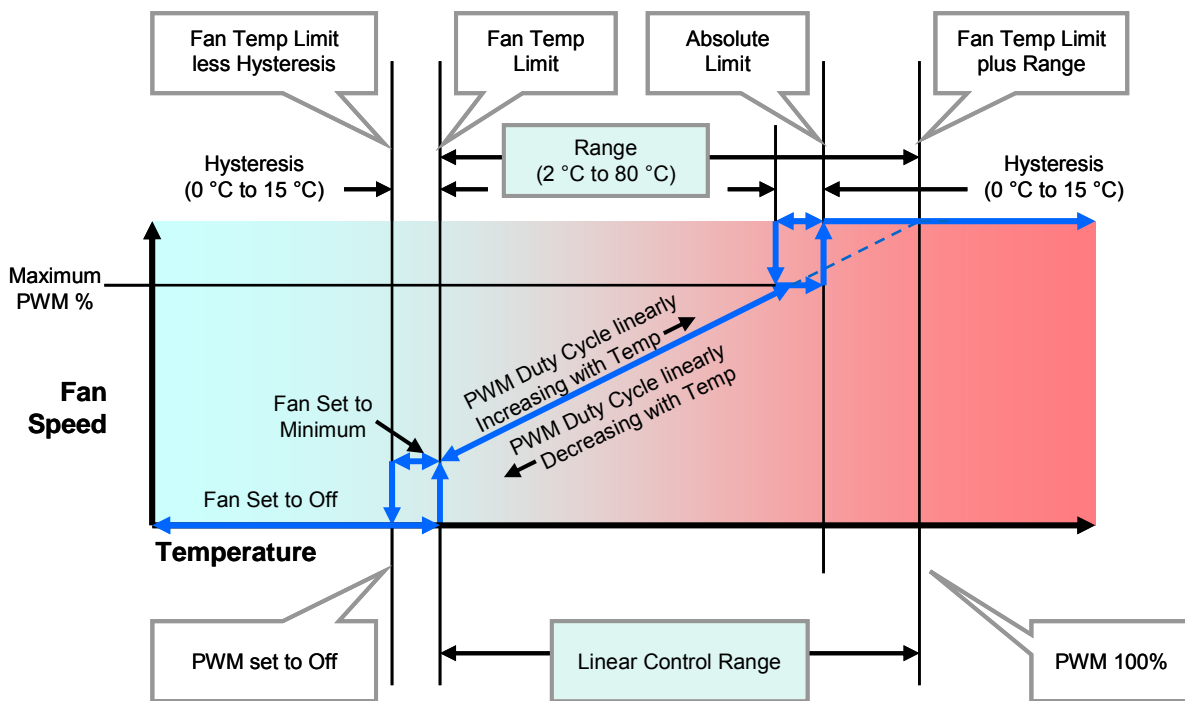 Fan Temp Limit
less Hysteresis
Fan Temp
Limit
Absolute
Limit
Fan Temp Limit
plus Range
Hysteresis
(0 °C to 15 °C)
Range
(2 °C to 80 °C)
Hysteresis
(0 °C to 15 °C)
Maximum
PWM %
Fan
Speed
PWM Duty Cycle linearly
Increasing with Temp
PWM Duty Cycle linearly
Decreasing with Temp
Fan Set to
Minimum
Fan Set to Off
Temperature
PWM set to Off
Linear Control Range
PWM 100%